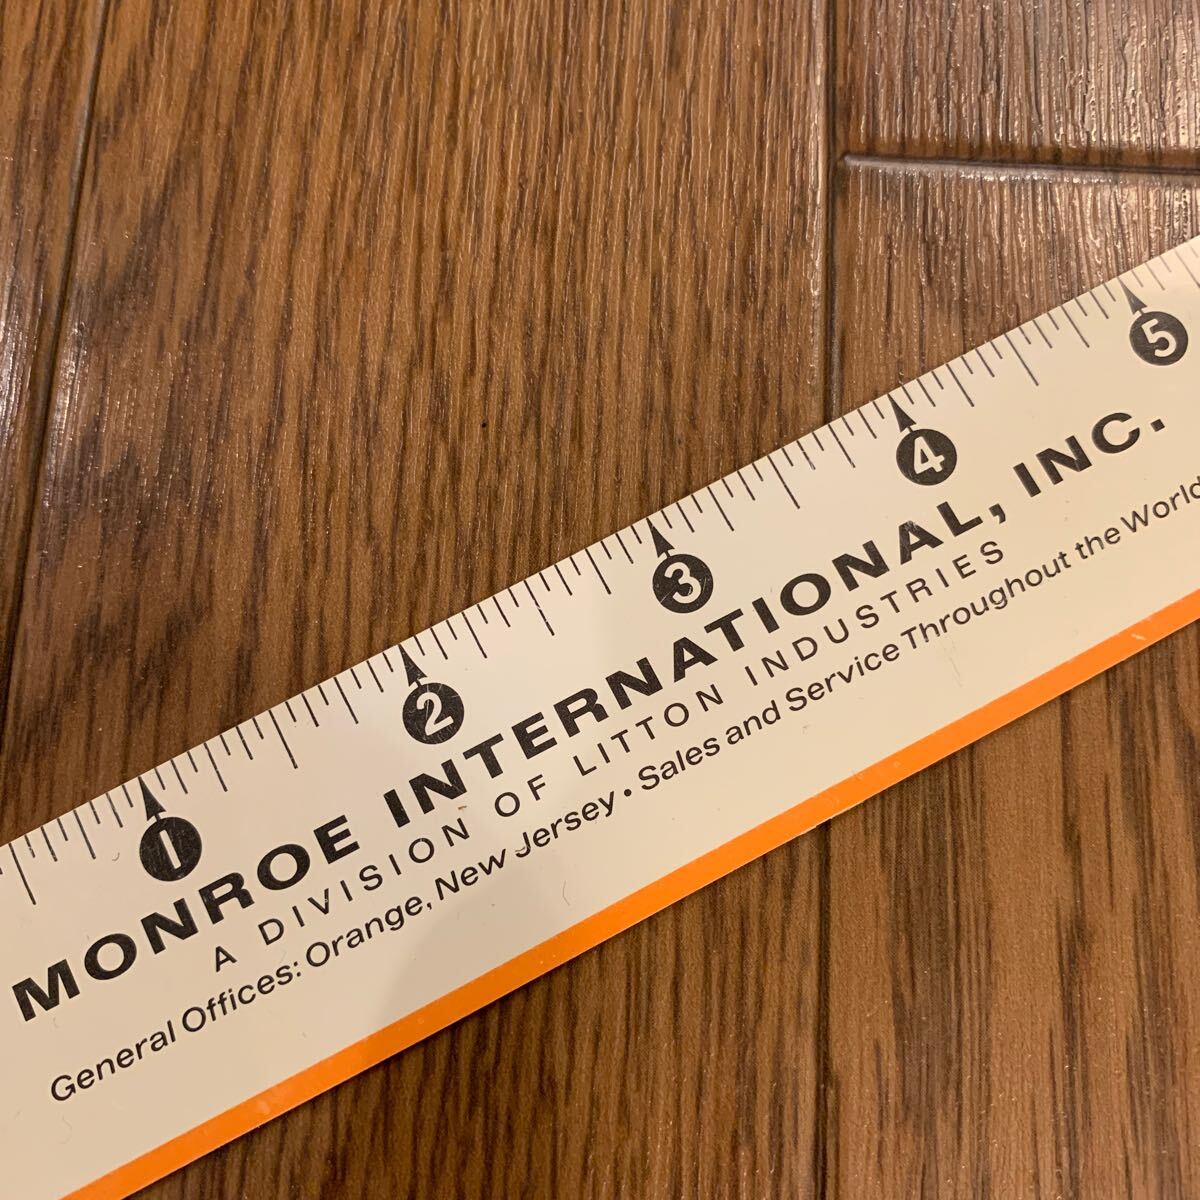 1 2 3 4 5
MONROE INTERNATIONAL, INC.
A DIVISION OF LITTON INDUSTRIES
General Offices: Orange, New Jersey • Sales and Service Throughout the World